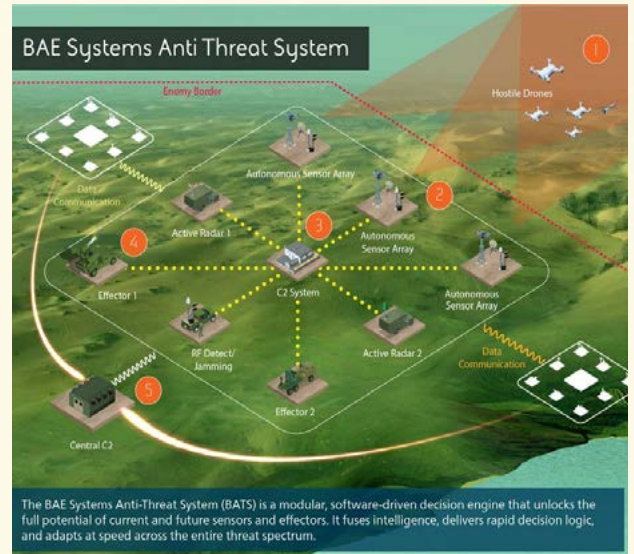 BAE Systems Anti Threat System
1
Enemy Border
Hostile Drones
Data
Communication
Autonomous Sensor Array
2
Active Radar 1
3
Autonomous
Sensor Array
4
Effector 1
C2 System
Autonomous
Sensor Array
RF Detect/
Jamming
Active Radar 2
Data
Communication
5
Effector 2
Central C2
The BAE Systems Anti-Threat System (BATS) is a modular, software-driven decision engine that unlocks the
full potential of current and future sensors and effectors. It fuses intelligence, delivers rapid decision logic,
and adapts at speed across the entire threat spectrum.